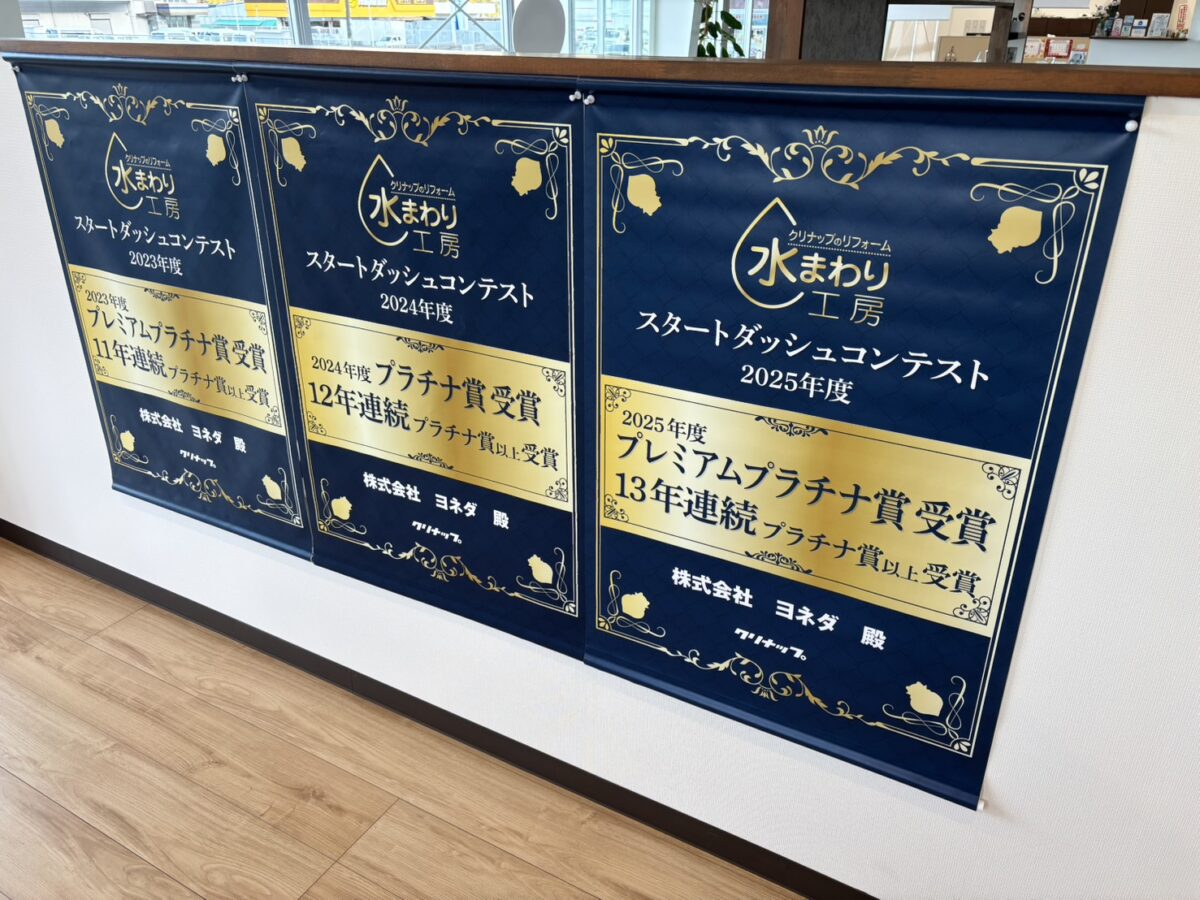 クリナップのリフォーム
水まわり
工房
スタートダッシュコンテスト
2023年度
2023年度
プレミアムプラチナ賞 受賞
11年連続 プラチナ賞以上受賞
株式会社 ヨネダ 殿
クリナップ。
クリナップのリフォーム
水まわり
工房
スタートダッシュコンテスト
2024年度
2024年度 プラチナ賞 受賞
12年連続 プラチナ賞以上受賞
株式会社 ヨネダ 殿
クリナップ。
クリナップのリフォーム
水まわり
工房
スタートダッシュコンテスト
2025年度
2025年度
プレミアムプラチナ賞 受賞
13年連続 プラチナ賞以上受賞
株式会社 ヨネダ 殿
クリナップ。